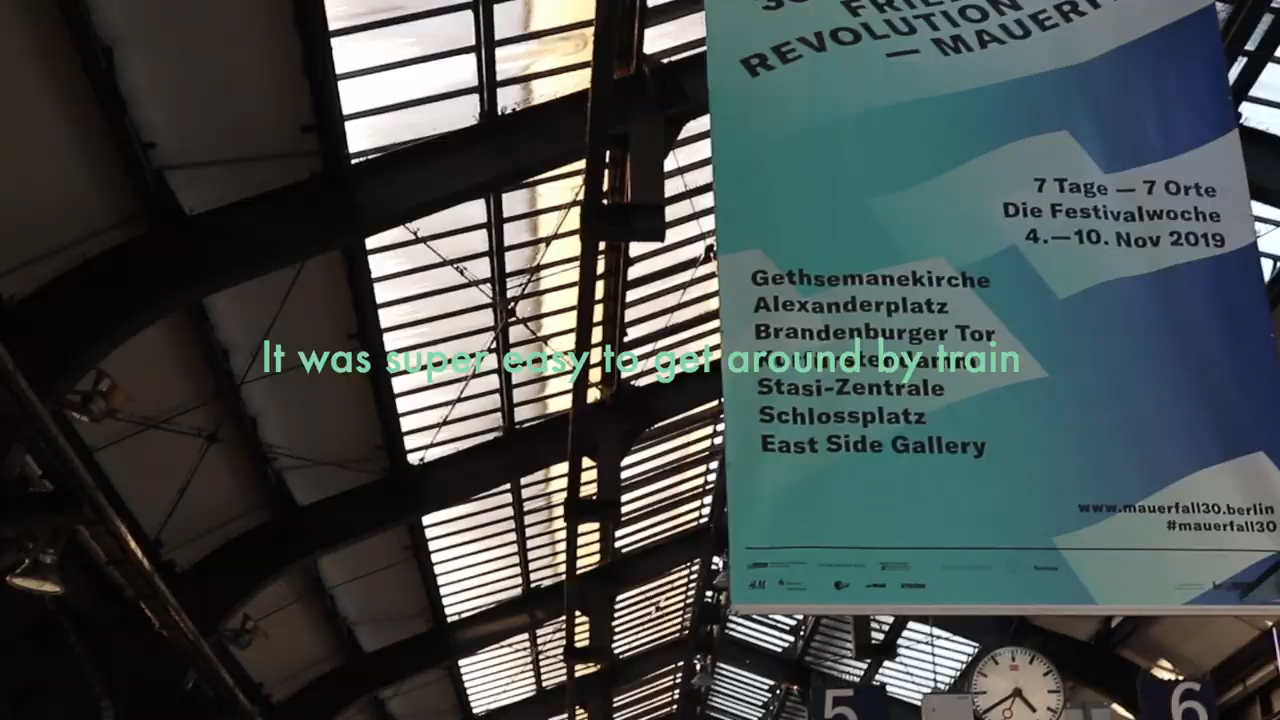 REVOLUTION
7 Tage — 7 Orte
Die Festivalwoche
4.—10. Nov 2019
Gethsemanekirche
Alexanderplatz
Brandenburger Tor
It was super easy to get around by train
Stasi-Zentrale
Schlossplatz
East Side Gallery
www.mauerfall30.berlin
#mauerfall30
H&M
5
6